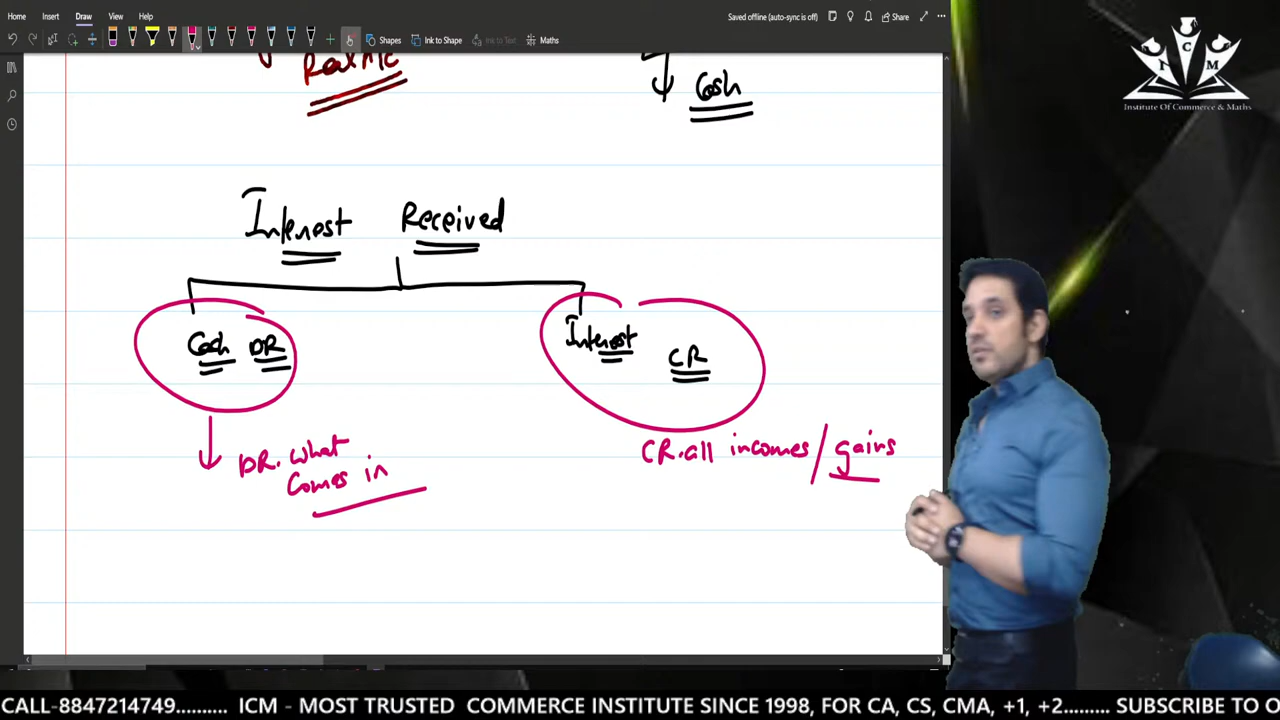 Home Insert Draw View Help
Saved offline (auto-sync is off)
Share
Shapes
Ink to Shape
Ink to Text
Maths
ICM
Institute Of Commerce & Maths
Real A/c
Cash
Interest Received
Cash DR
Interest
CR
DR. what
Comes in
CR. all incomes/gains
CALL-8847214749.......... ICM - MOST TRUSTED COMMERCE INSTITUTE SINCE 1998, FOR CA, CS, CMA, +1, +2......... SUBSCRIBE TO O